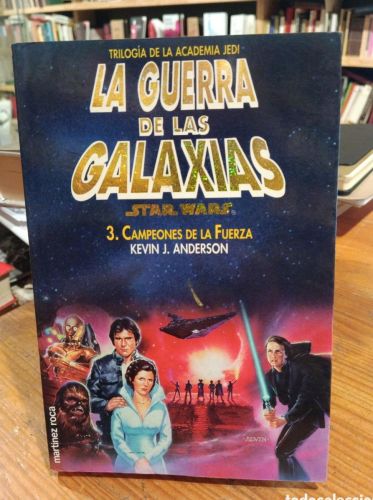 TRILOGÍA DE LA ACADEMIA JEDI
LA GUERRA
DE LAS
GALAXIAS
STAR WARS
3. CAMPEONES DE LA FUERZA
KEVIN J. ANDERSON
martínez roca
todocoleccion